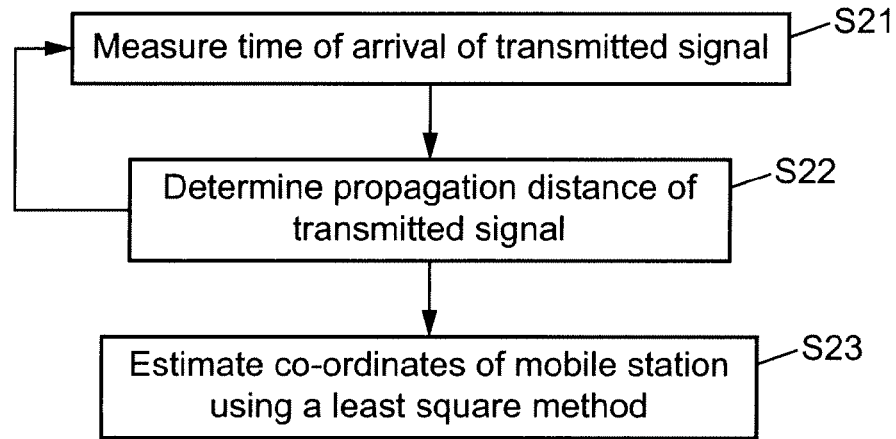 Measure time of arrival of transmitted signal
S21
Determine propagation distance of
transmitted signal
S22
Estimate co-ordinates of mobile station
using a least square method
S23